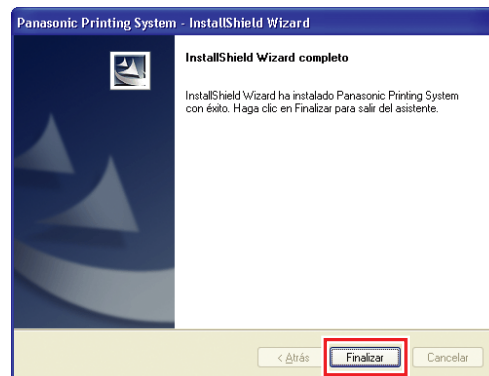 Panasonic Printing System - InstallShield Wizard
InstallShield Wizard completo
InstallShield Wizard ha instalado Panasonic Printing System
con éxito. Haga clic en Finalizar para salir del asistente.
< Atrás Finalizar Cancelar